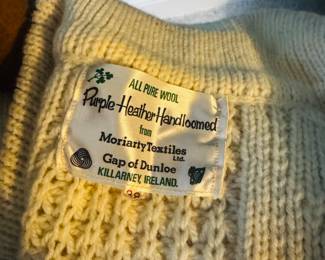 ALL PURE WOOL
Purple-Heather Handloomed
from
Moriarty Textiles
Ltd.
Gap of Dunloe
KILLARNEY, IRELAND.